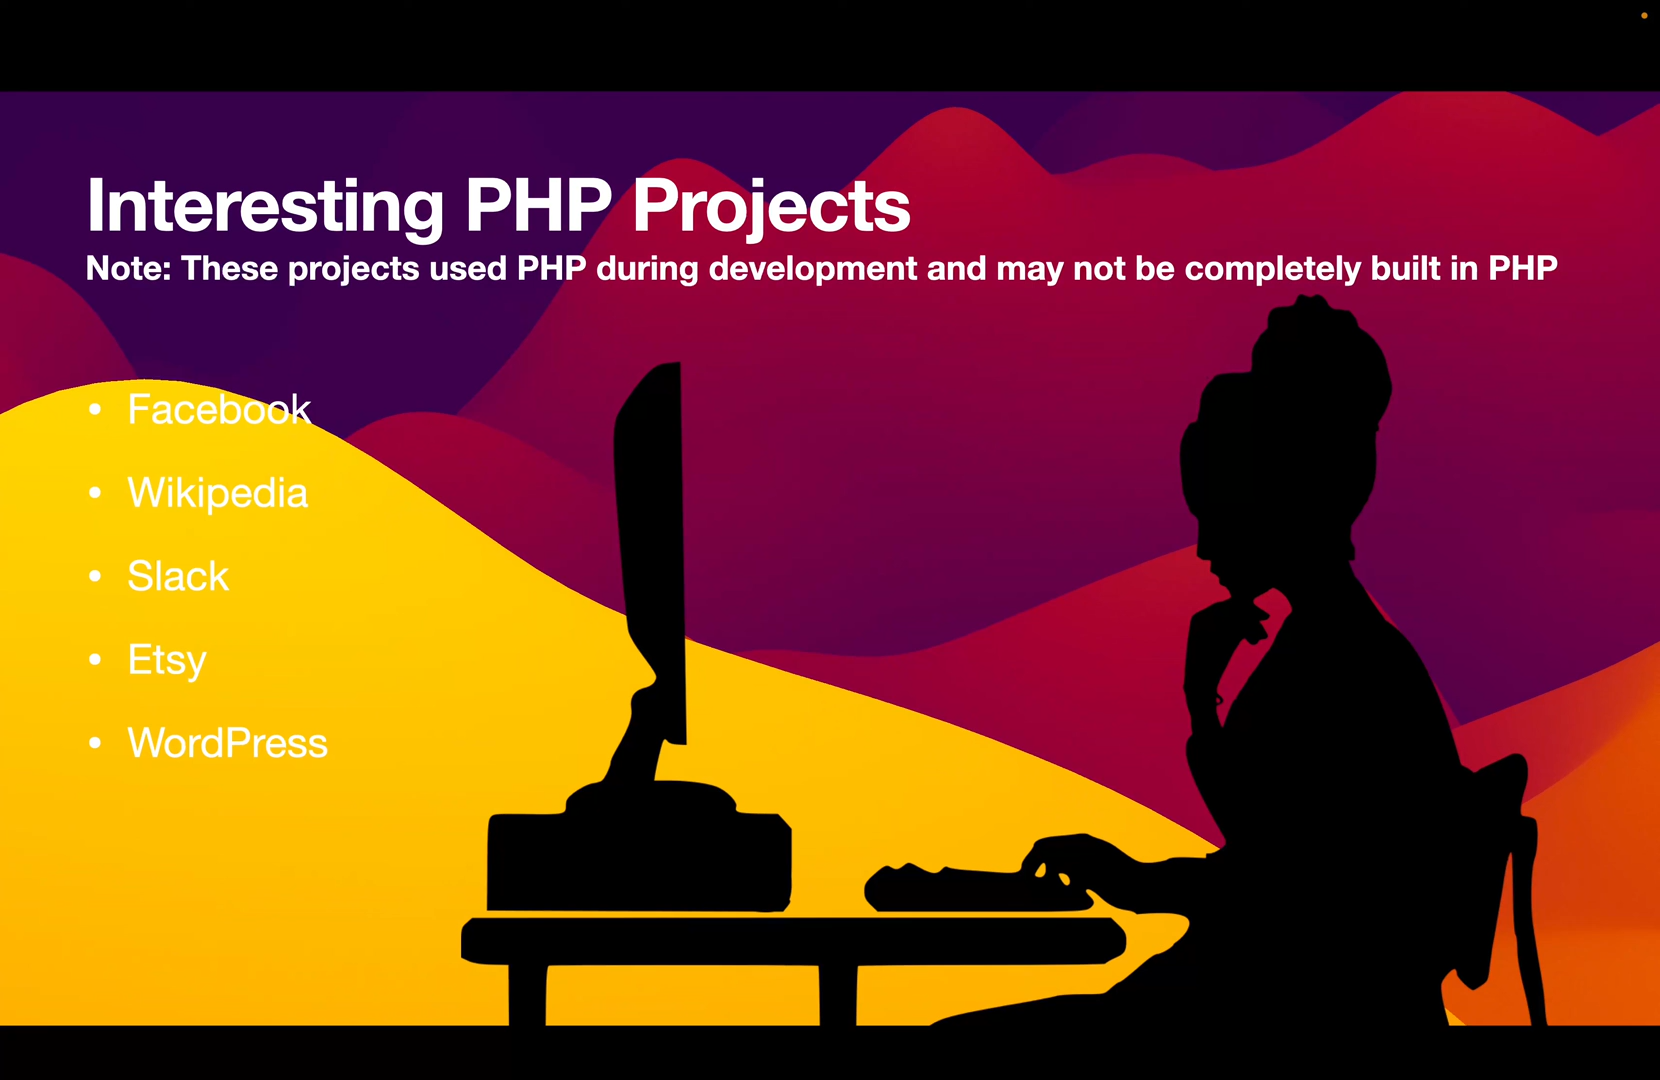 Interesting PHP Projects
Note: These projects used PHP during development and may not be completely built in PHP
• Facebook
• Wikipedia
• Slack
• Etsy
• WordPress